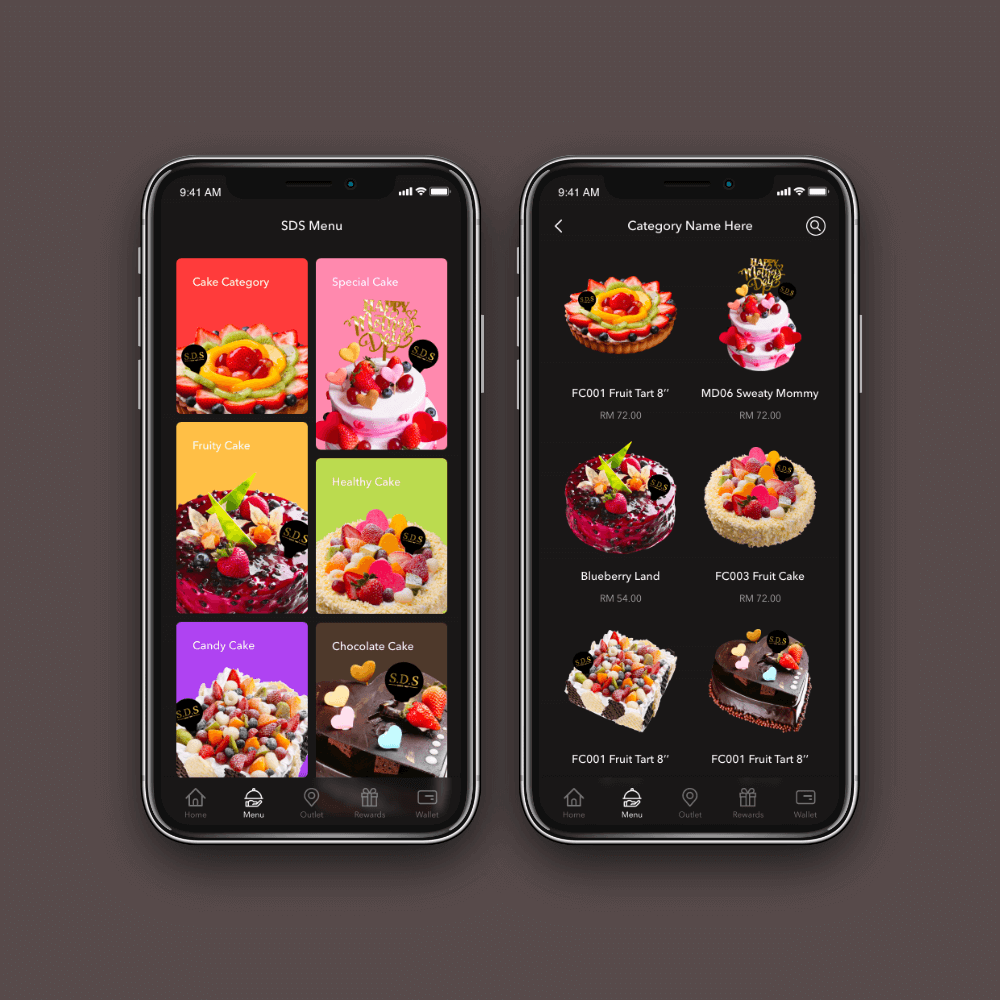 9:41 AM
SDS Menu
Cake Category
Special Cake
HAPPY
Mother's
Day
S.D.S
S.D.S
Fruity Cake
Healthy Cake
S.D.S
S.D.S
Candy Cake
Chocolate Cake
S.D.S
S.D.S
Home
Menu
Outlet
Rewards
Wallet
9:41 AM
Category Name Here
HAPPY
Mother's
Day
S.D.S
S.D.S
FC001 Fruit Tart 8’’
MD06 Sweaty Mommy
RM 72.00
RM 72.00
S.D.S
S.D.S
Blueberry Land
FC003 Fruit Cake
RM 54.00
RM 72.00
S.D.S
S.D.S
FC001 Fruit Tart 8’’
FC001 Fruit Tart 8’’
Home
Menu
Outlet
Rewards
Wallet